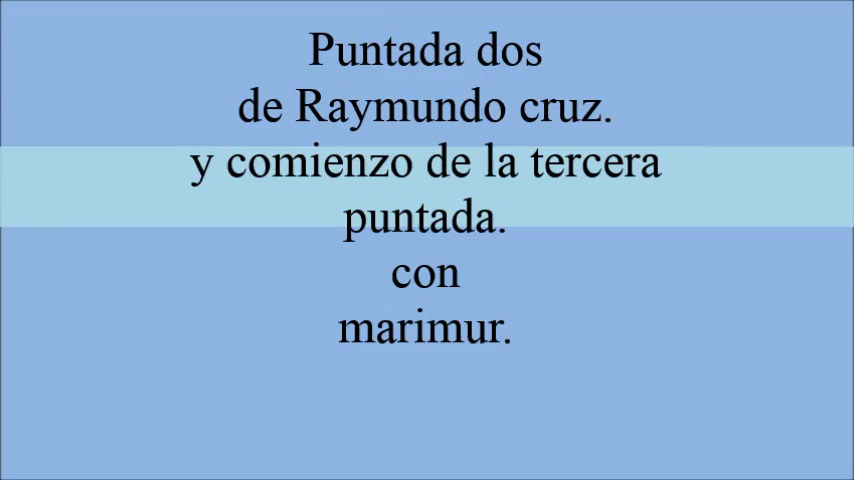 Puntada dos
de Raymundo cruz.
y comienzo de la tercera
puntada.
con
marimur.